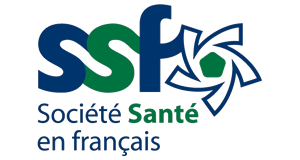 ssf
Société Santé
en français